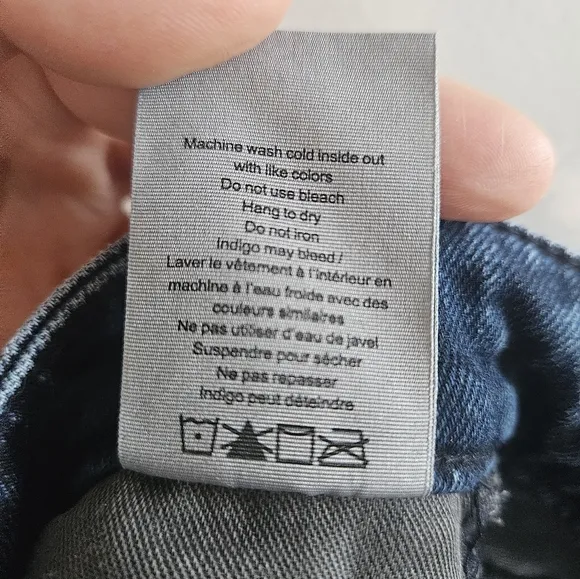 Machine wash cold inside out
with like colors
Do not use bleach
Hang to dry
Do not iron
Indigo may bleed /
Laver le vêtement à l'intérieur en
machine à l'eau froide avec des
couleurs similaires
Ne pas utiliser d'eau de javel
Suspendre pour sécher
Ne pas repasser
Indigo peut déteindre